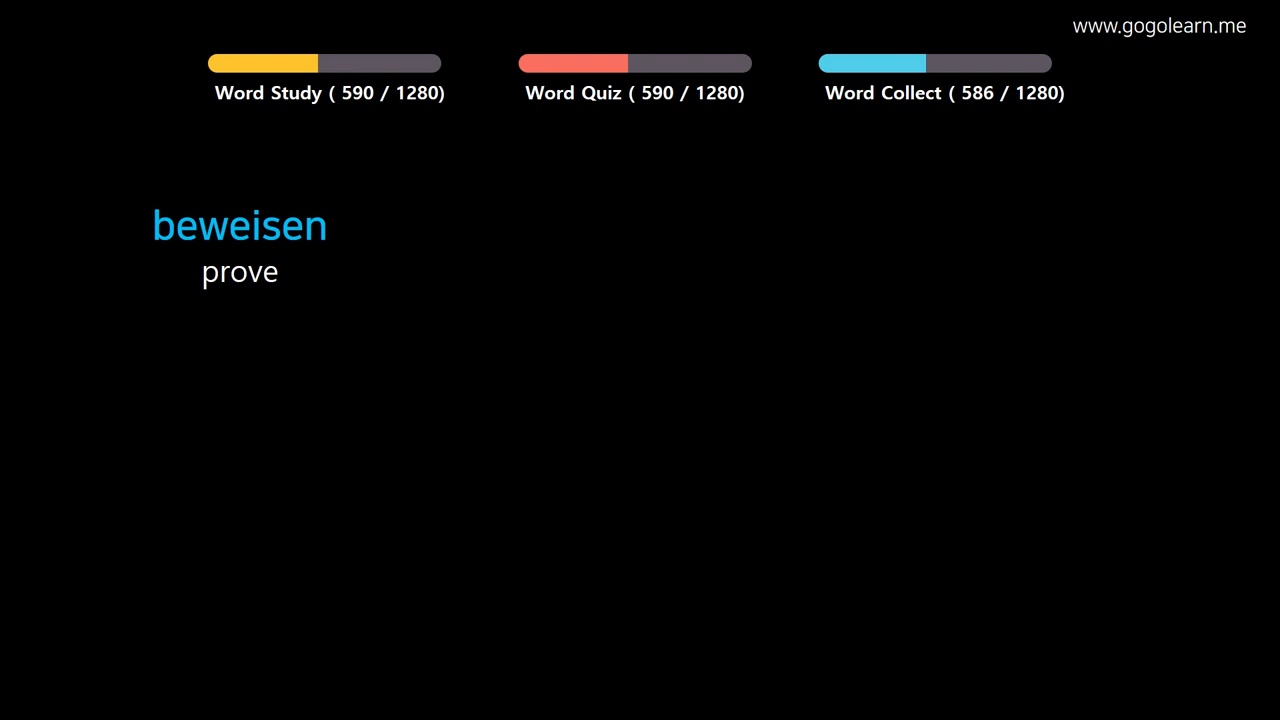 www.gogolearn.me
Word Study ( 590 / 1280)
Word Quiz ( 590 / 1280)
Word Collect ( 586 / 1280)
beweisen
prove